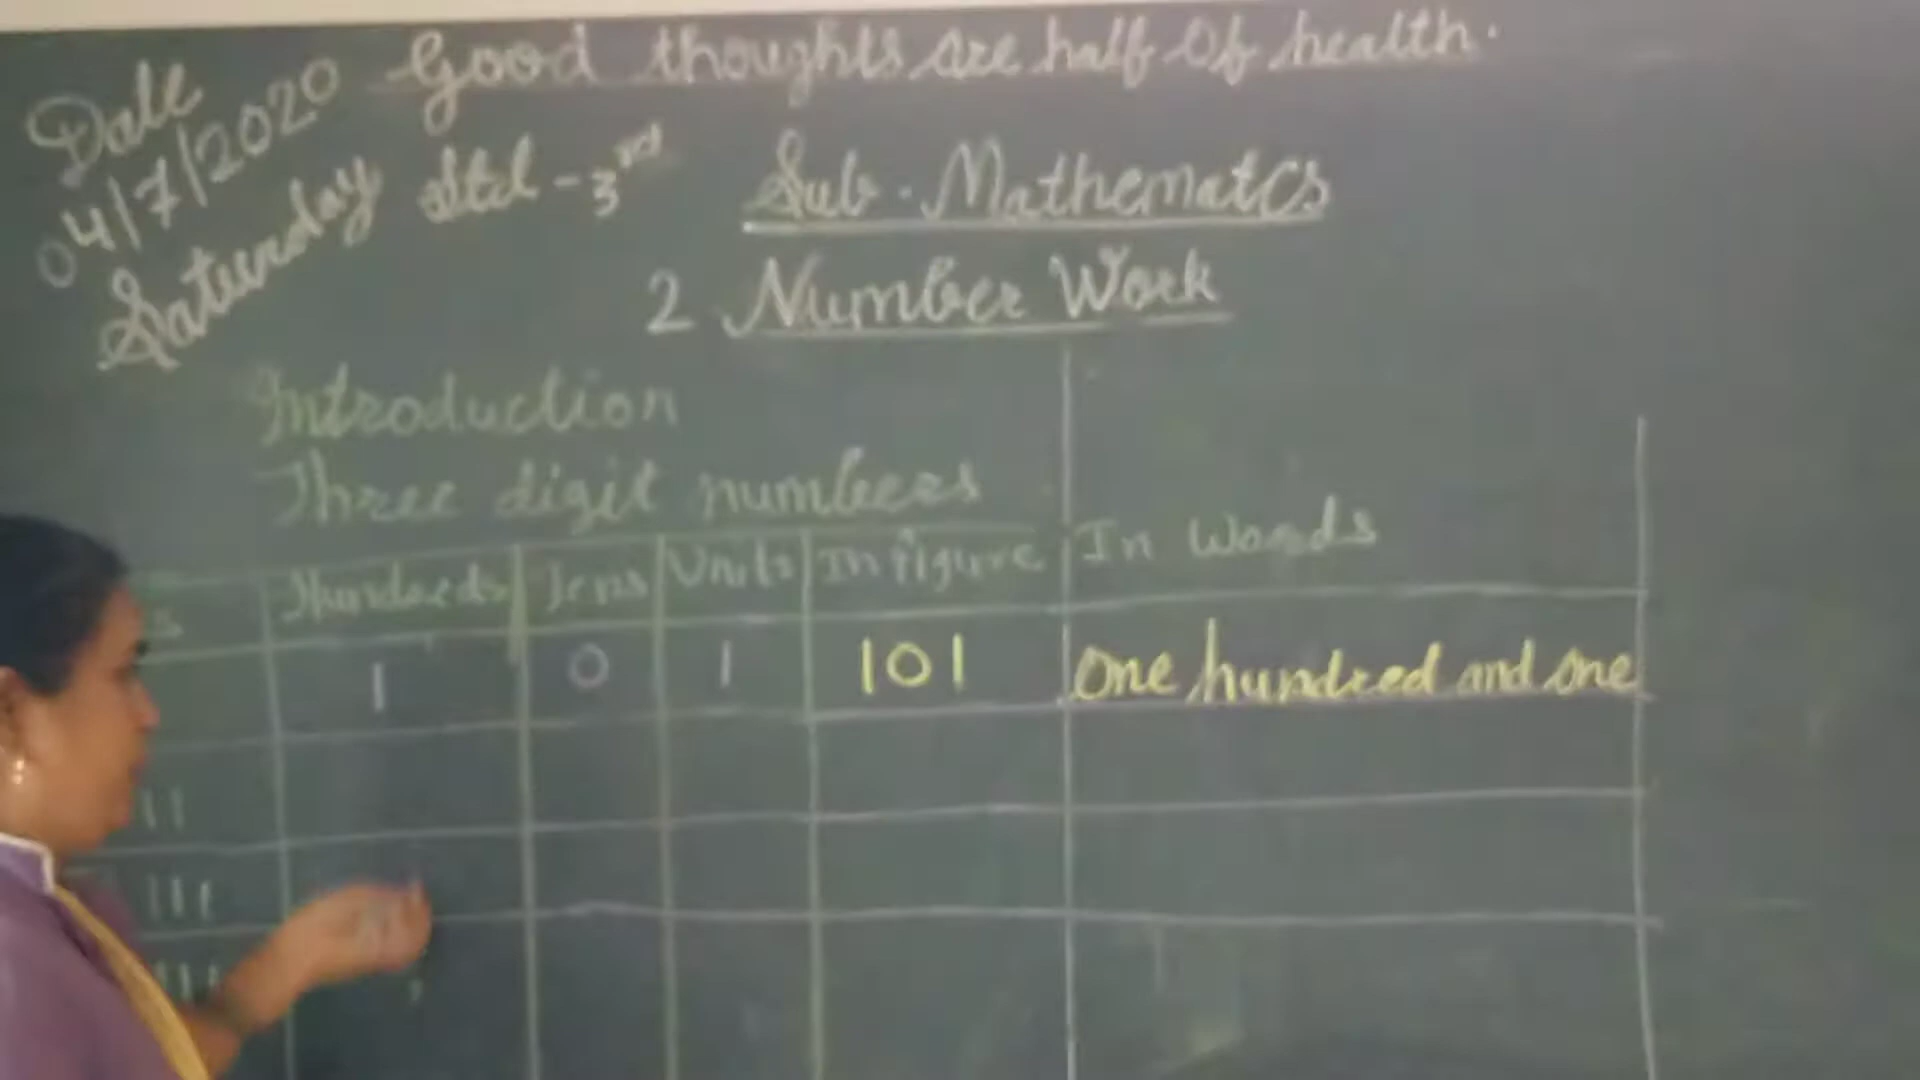 Good thoughts are half of health.
Date
04/7/2020
Saturday
Std - 3rd
Sub. Mathematcs
2 Number Work
Introduction
Three digit numbers
Hundreds Tens Units In figure In Words
1 0 1 101 One hundred and one